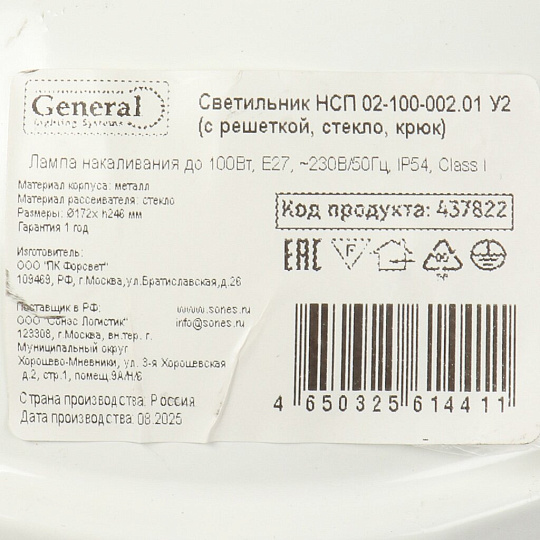 General
Lighting Systems
Светильник НСП 02-100-002.01 У2
(с решеткой, стекло, крюк)
Лампа накаливания до 100Вт, E27, ~230В/50Гц, IP54, Class I
Материал корпуса: металл
Материал рассеивателя: стекло
Размеры: Ø172х h246 мм
Гарантия 1 год
Код продукта: 437822
Изготовитель:
ООО "ПК Форсвет"
109469, РФ, г.Москва,ул.Братиславская,д.26
EAC
F
Поставщик в РФ:
ООО "Сонэс Логистик"
123308, г.Москва, вн.тер. г.
Муниципальный округ
Хорошево-Мневники, ул. 3-я Хорошевская
д.2, стр.1, помещ.9А/Н/6
www.sones.ru
info@sones.ru
Страна производства: Россия
Дата производства: 08.2025
4 650325 614411